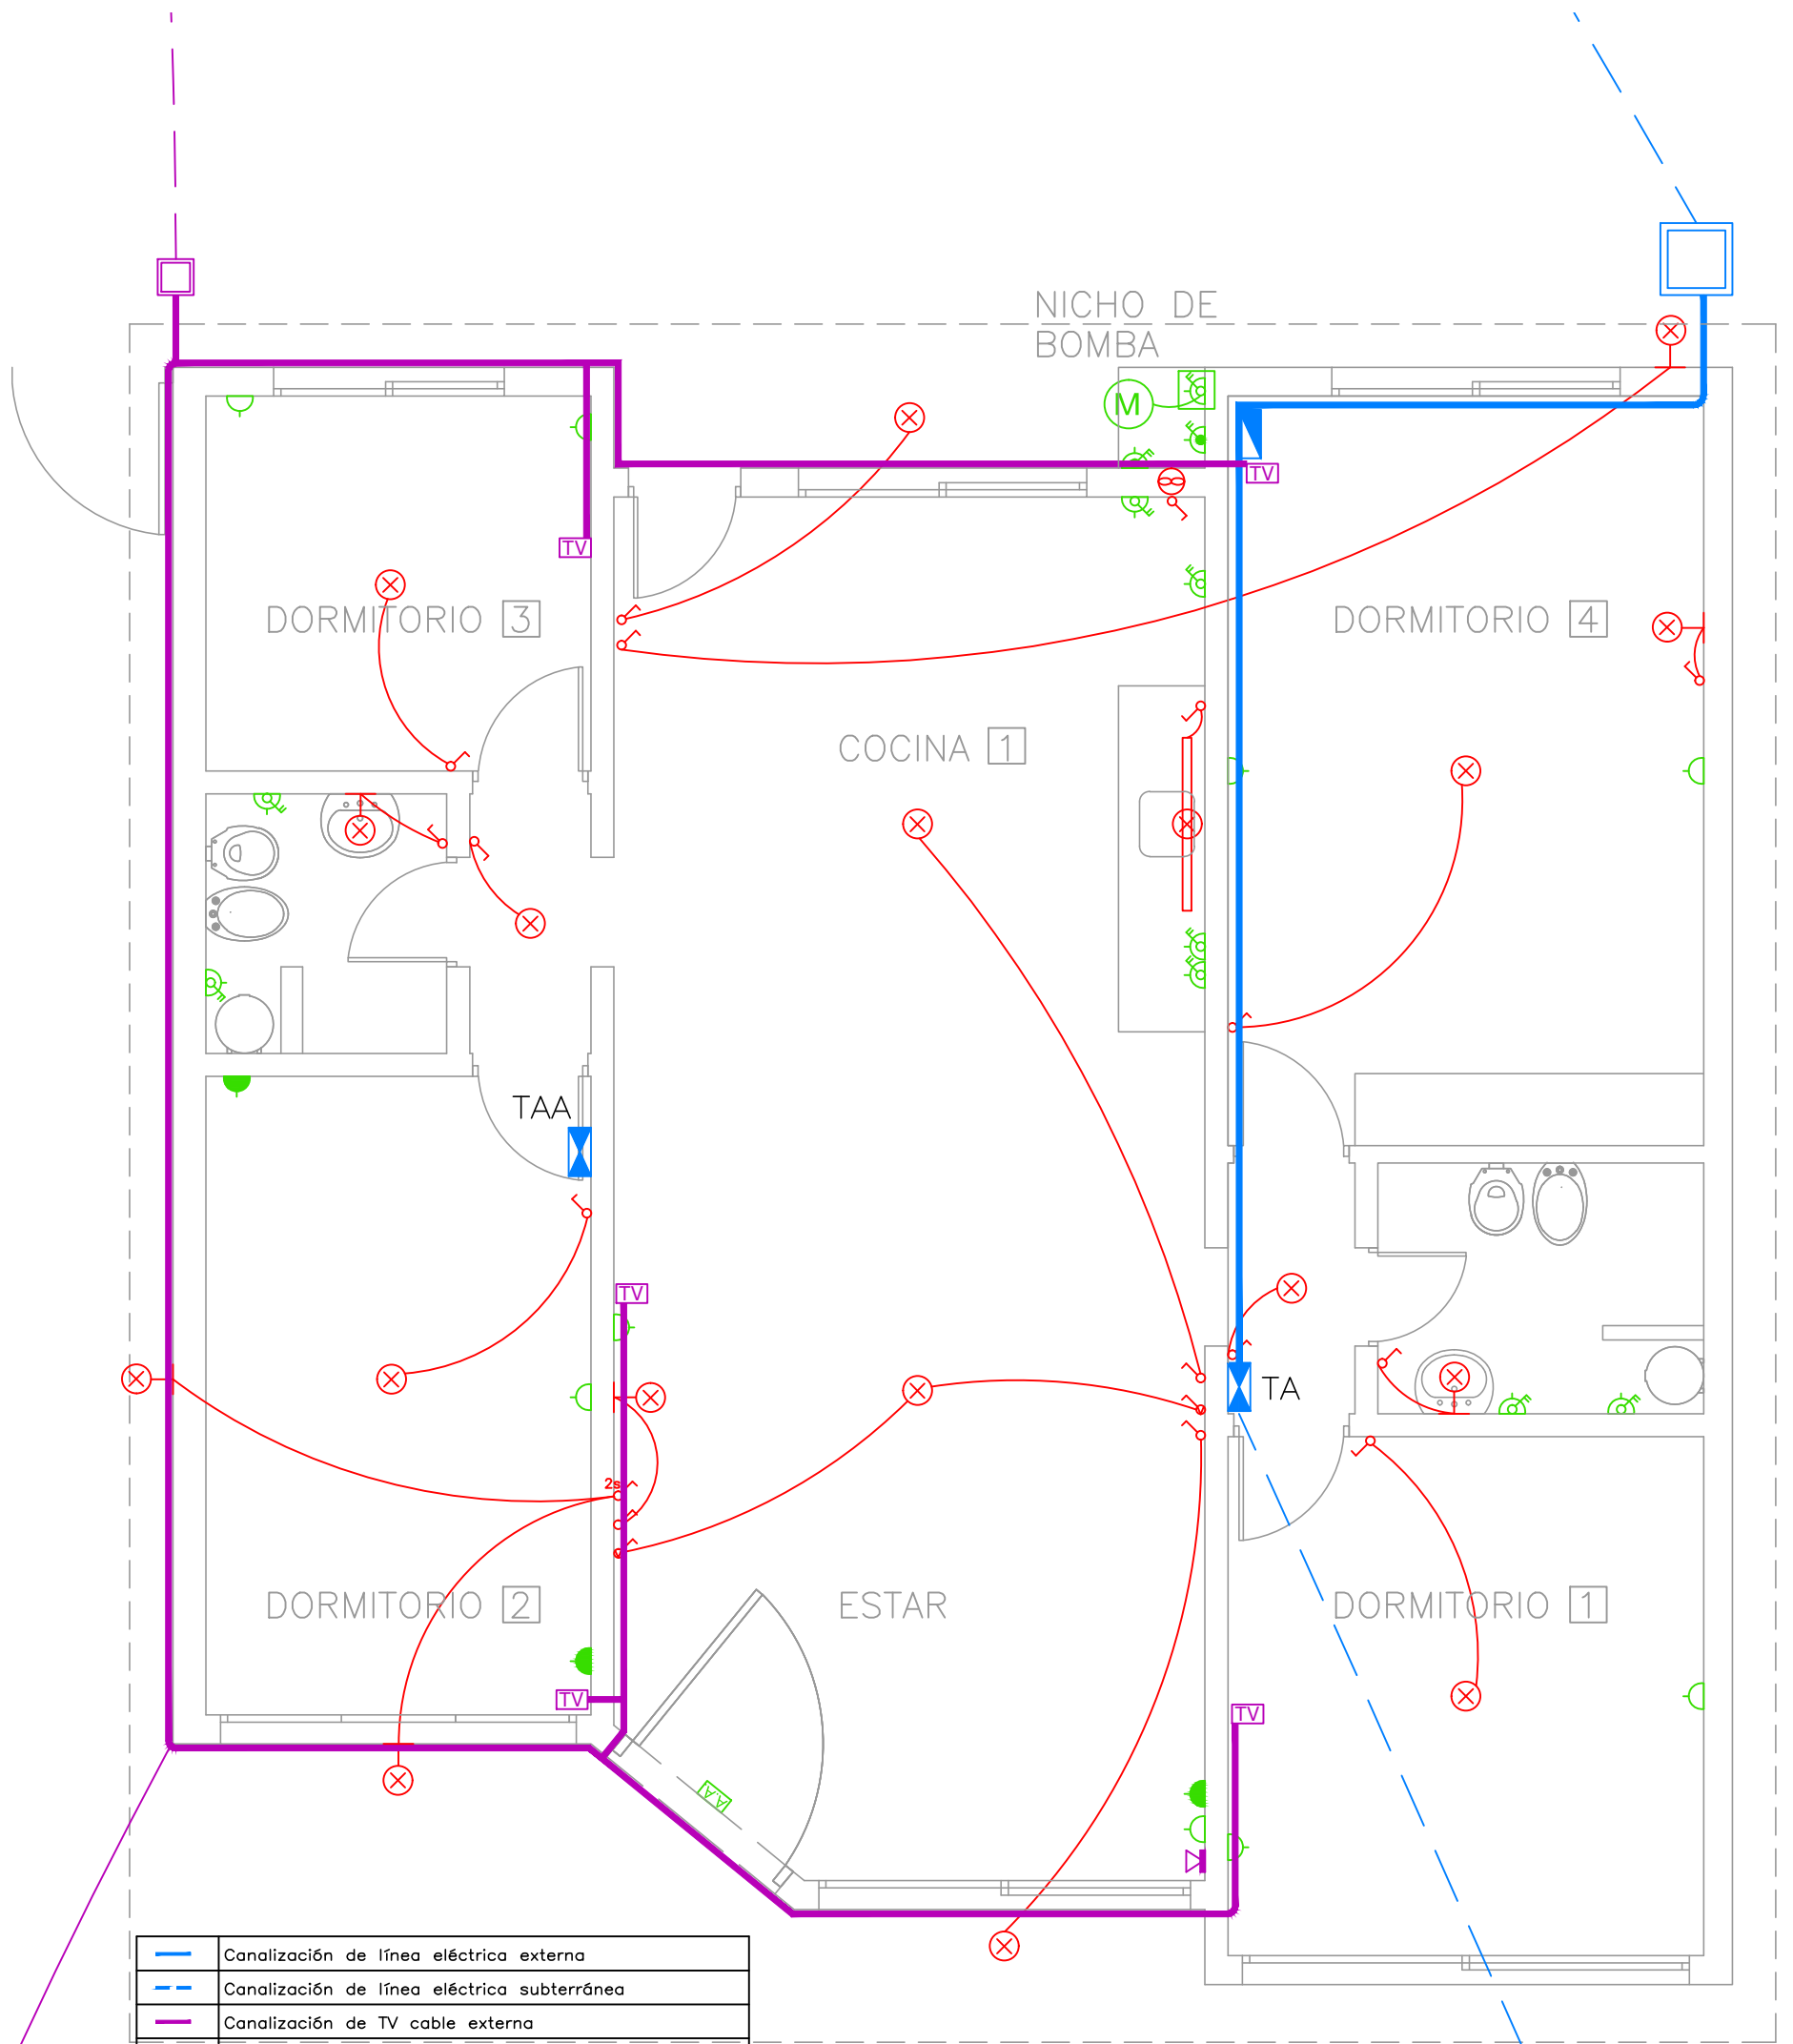 NICHO DE
BOMBA
M
TV
TV
DORMITORIO 3
DORMITORIO 4
COCINA 1
TAA
TV
TA
2s
DORMITORIO 2
ESTAR
DORMITORIO 1
TV
TV
A.A
Canalización de línea eléctrica externa
Canalización de línea eléctrica subterránea
Canalización de TV cable externa